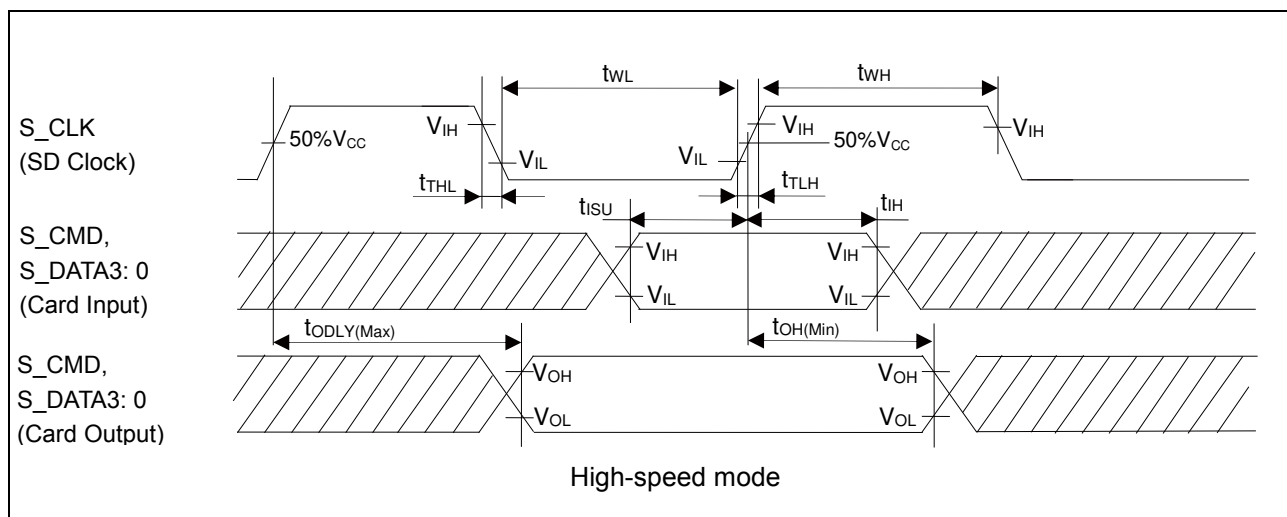 tWL
tWH
S_CLK
(SD Clock)
50%VCC
VIH
VIL
VIL
VIH
50%VCC
VIH
tTHL
tTLH
tISU
tIH
S_CMD,
S_DATA3: 0
(Card Input)
VIH
VIL
VIH
VIL
tODLY(Max)
tOH(Min)
S_CMD,
S_DATA3: 0
(Card Output)
VOH
VOL
VOH
VOL
High-speed mode